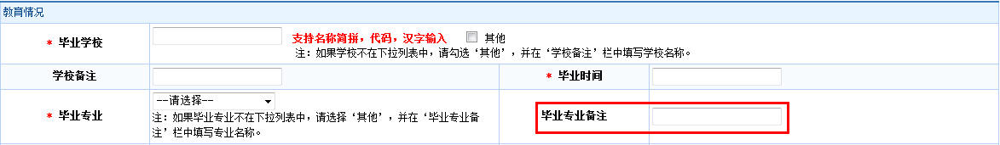 教育情况
* 毕业学校
支持名称简拼，代码，汉字输入 其他
注：如果学校不在下拉列表中，请勾选‘其他’，并在‘学校备注’栏中填写学校名称。
学校备注
* 毕业时间
* 毕业专业
--请选择--
注：如果毕业专业不在下拉列表中，请选择‘其他’，并在‘毕业专业备
注’栏中填写专业名称。
毕业专业备注